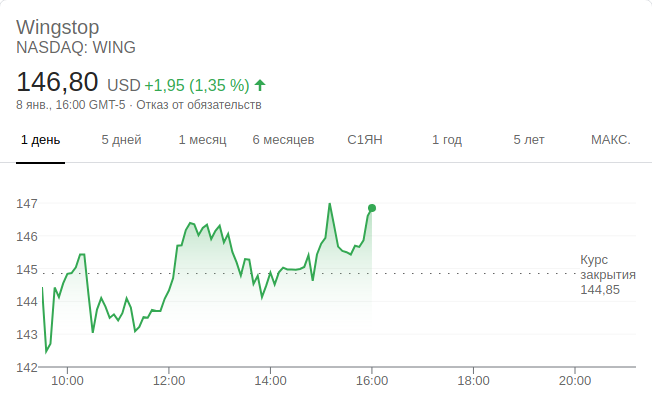 Wingstop
NASDAQ: WING
146,80 USD +1,95 (1,35 %)
8 янв., 16:00 GMT-5 · Отказ от обязательств
1 день 5 дней 1 месяц 6 месяцев С1ЯН 1 год 5 лет МАКС.
147
146
145
144
143
142
Курс
закрытия
144,85
10:00 12:00 14:00 16:00 18:00 20:00